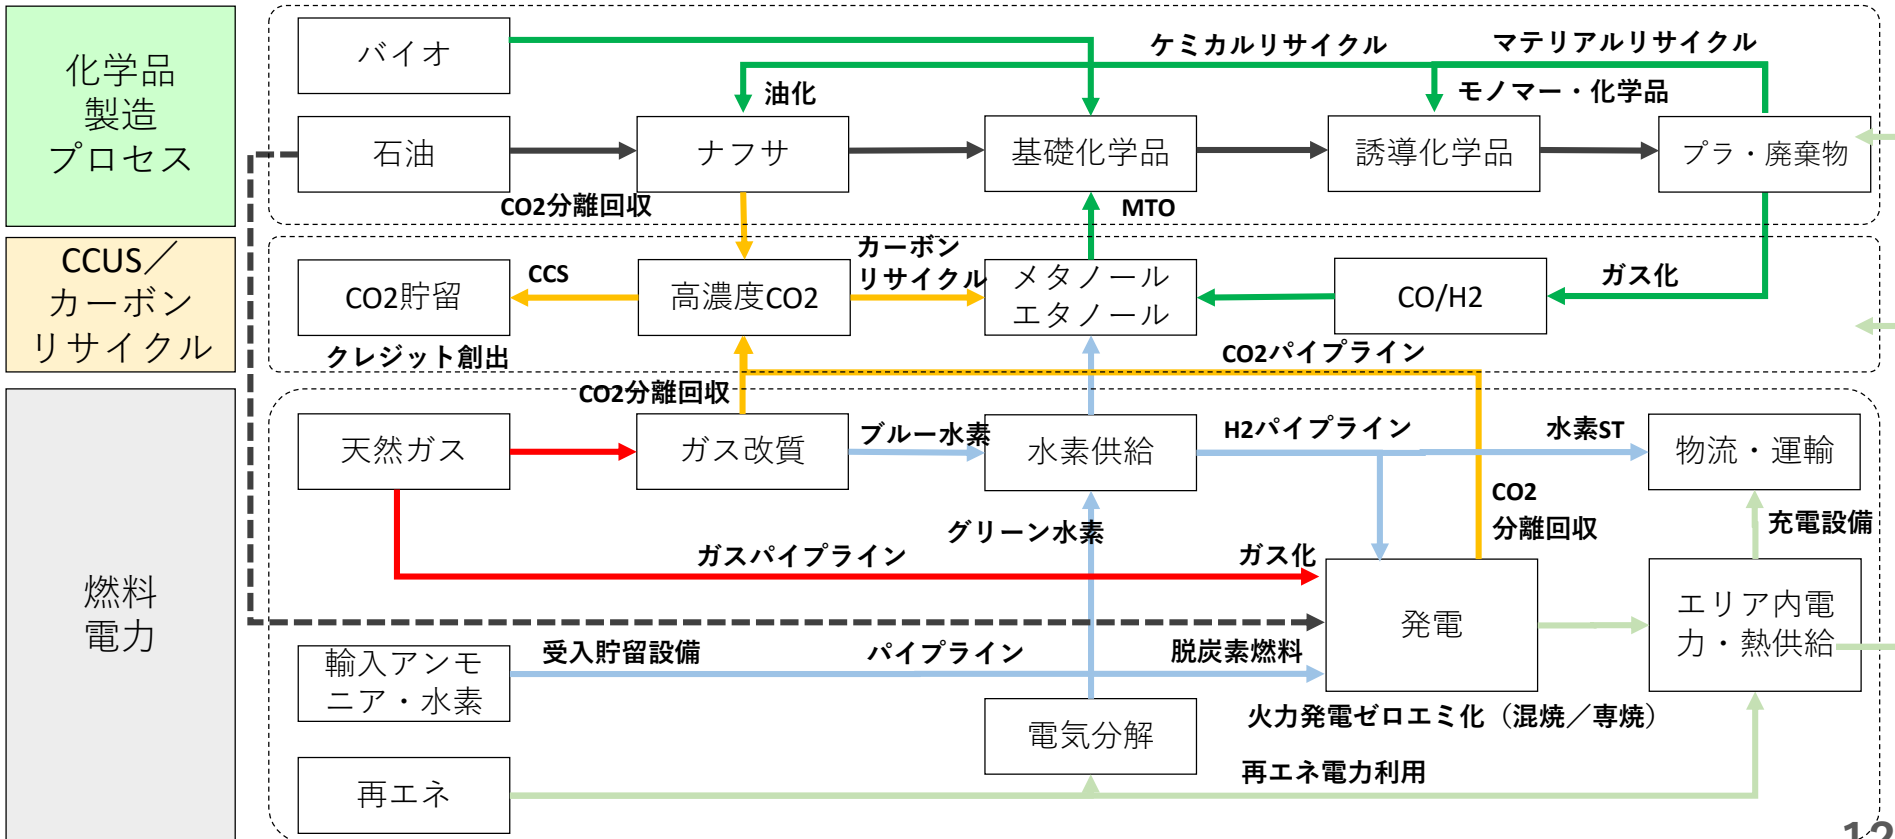 化学品
製造
プロセス
バイオ
ケミカルリサイクル
マテリアルリサイクル
油化
モノマー・化学品
石油
ナフサ
基礎化学品
誘導化学品
プラ・廃棄物
CO2分離回収
MTO
CCUS／
カーボン
リサイクル
CO2貯留
CCS
高濃度CO2
カーボン
リサイクル
メタノール
エタノール
CO/H2
ガス化
クレジット創出
CO2パイプライン
CO2分離回収
燃料
電力
天然ガス
ガス改質
ブルー水素
水素供給
H2パイプライン
水素ST
物流・運輸
CO2
分離回収
充電設備
グリーン水素
ガスパイプライン
ガス化
発電
エリア内電
力・熱供給
輸入アンモ
ニア・水素
受入貯留設備
パイプライン
脱炭素燃料
火力発電ゼロエミ化（混焼／専焼）
電気分解
再エネ
再エネ電力利用
12